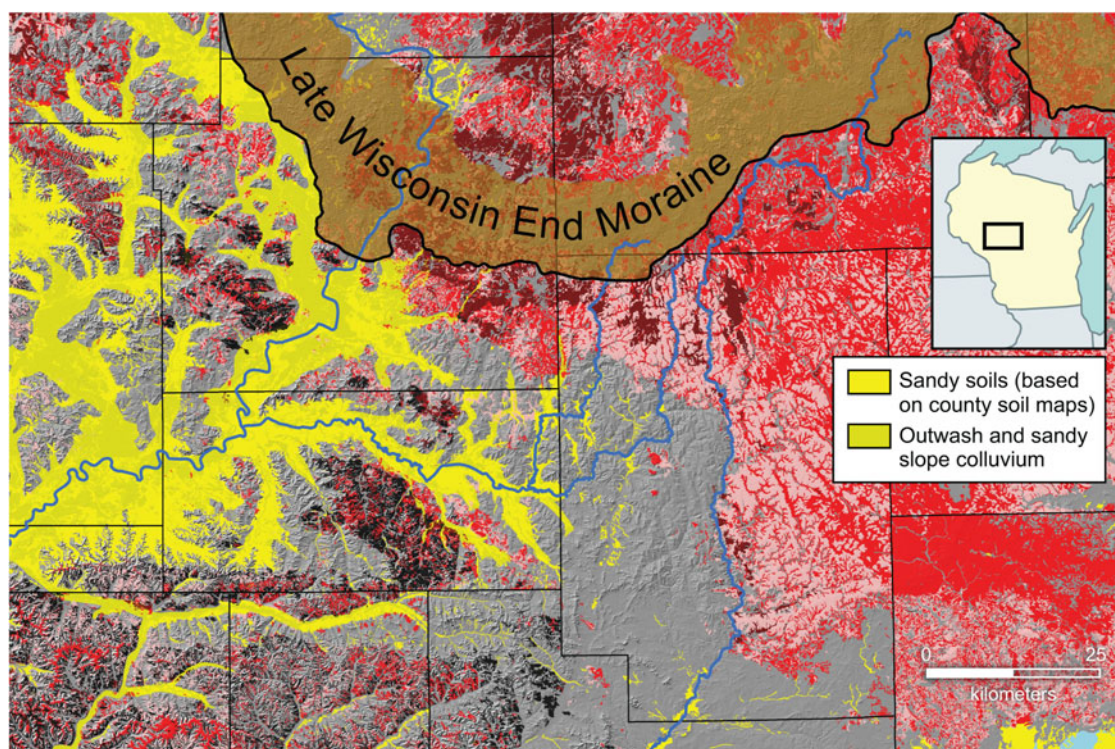 Late Wisconsin End Moraine
Sandy soils (based
on county soil maps)
Outwash and sandy
slope colluvium
0 25
kilometers